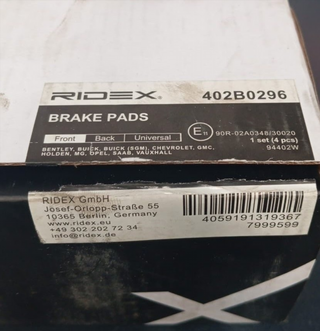 RIDEX 402B0296
BRAKE PADS
E11 90R-02A0348/30020
Front Back Universal 1 set (4 pcs)
BENTLEY, BUICK, BUICK (SGM), CHEVROLET, GMC, 94402W
HOLDEN, MG, OPEL, SAAB, VAUXHALL
RIDEX GmbH
Josef-Orlopp-Straße 55
10365 Berlin, Germany
www.ridex.eu
+49 302 202 72 34
info@ridex.de
4059191319367
7999599